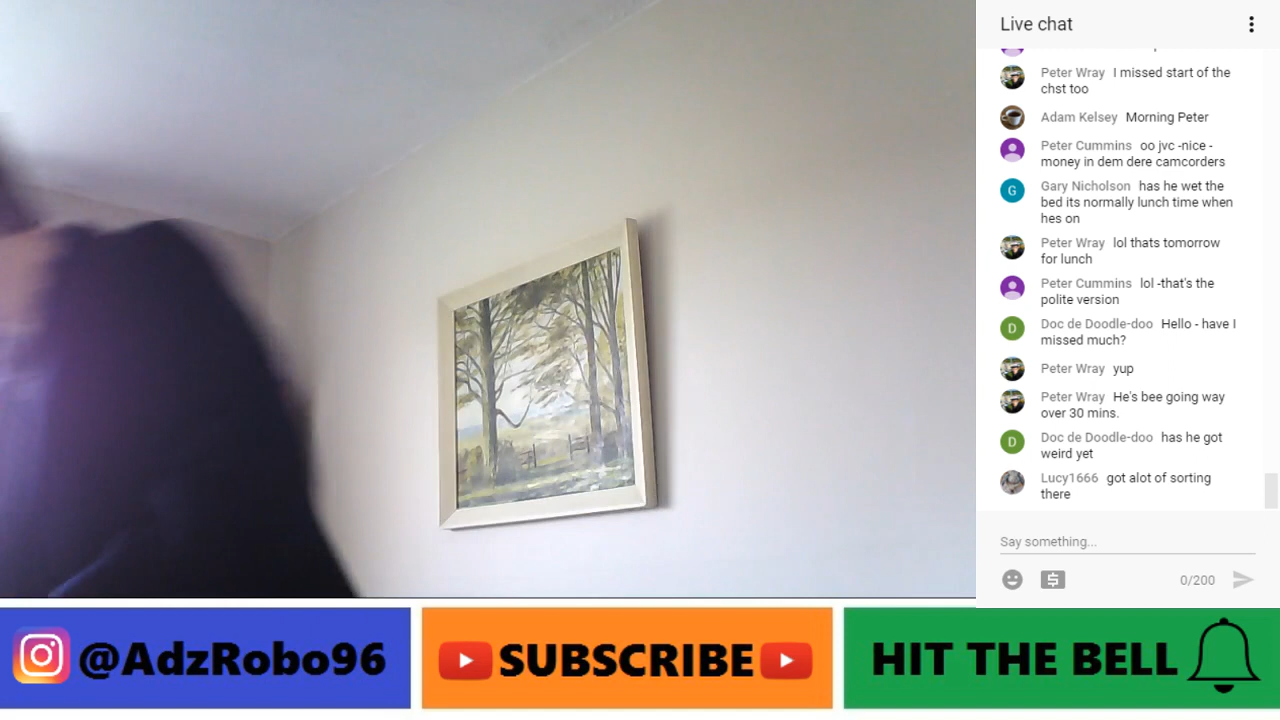 Live chat
Peter Wray I missed start of the
chst too
Adam Kelsey Morning Peter
Peter Cummins oo jvc -nice -
money in dem dere camcorders
G
Gary Nicholson has he wet the
bed its normally lunch time when
hes on
Peter Wray lol thats tomorrow
for lunch
Peter Cummins lol -that's the
polite version
D
Doc de Doodle-doo Hello - have I
missed much?
Peter Wray yup
Peter Wray He's bee going way
over 30 mins.
D
Doc de Doodle-doo has he got
weird yet
Lucy1666 got alot of sorting
there
Say something...
0/200
@AdzRobo96
SUBSCRIBE
HIT THE BELL